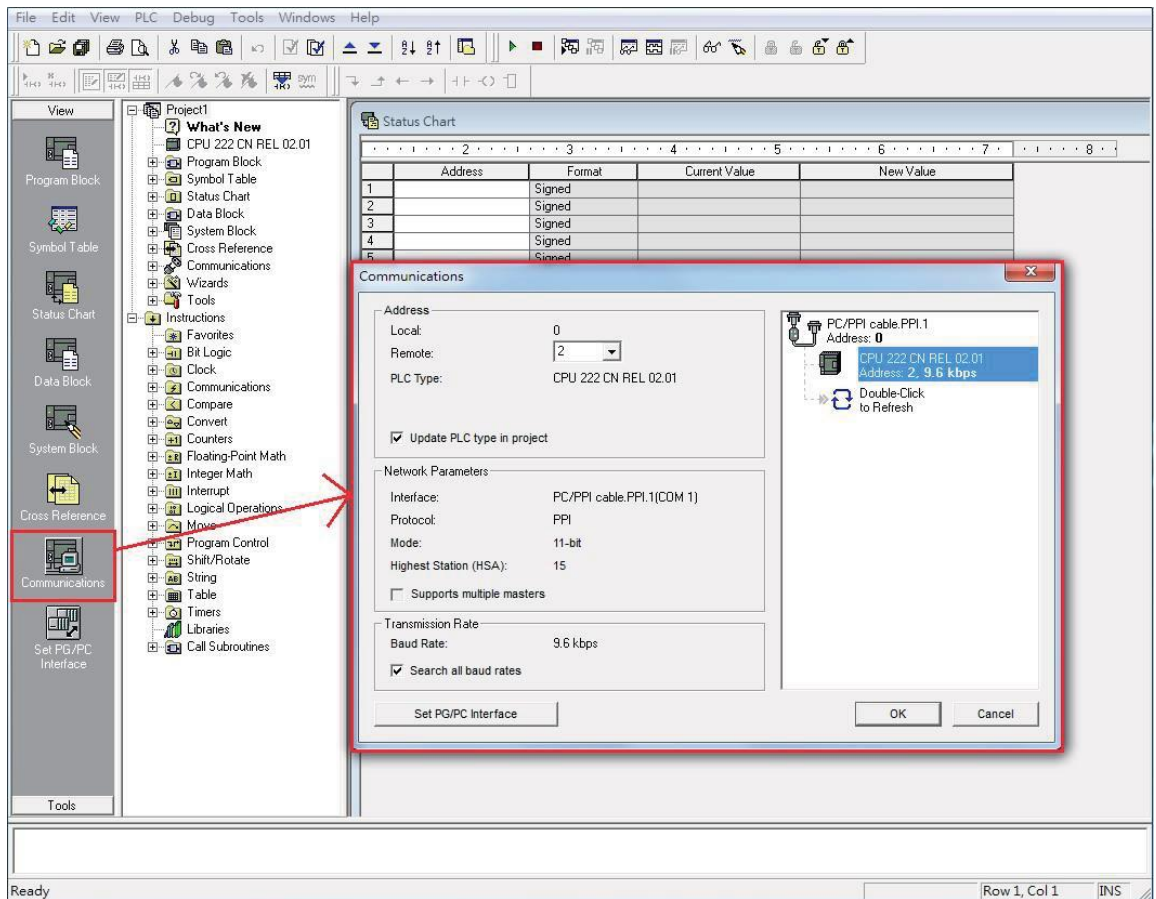 File Edit View PLC Debug Tools Windows Help
View
Program Block
Symbol Table
Status Chart
Data Block
System Block
Cross Reference
Communications
Set PG/PC
Interface
Tools
Project1
What's New
CPU 222 CN REL 02.01
Program Block
Symbol Table
Status Chart
Data Block
System Block
Cross Reference
Communications
Wizards
Tools
Instructions
Favorites
Bit Logic
Clock
Communications
Compare
Convert
Counters
Floating-Point Math
Integer Math
Interrupt
Logical Operations
Move
Program Control
Shift/Rotate
String
Table
Timers
Libraries
Call Subroutines
Status Chart
2 3 4 5 6 7 8
Address Format Current Value New Value
1 Signed
2 Signed
3 Signed
4 Signed
5 Signed
Communications
Address
Local: 0
Remote: 2
PLC Type: CPU 222 CN REL 02.01
Update PLC type in project
Network Parameters
Interface: PC/PPI cable.PPI.1(COM 1)
Protocol: PPI
Mode: 11-bit
Highest Station (HSA): 15
Supports multiple masters
Transmission Rate
Baud Rate: 9.6 kbps
Search all baud rates
Set PG/PC Interface
PC/PPI cable.PPI.1
Address: 0
CPU 222 CN REL 02.01
Address: 2, 9.6 kbps
Double-Click
to Refresh
OK Cancel
Ready Row 1, Col 1 INS